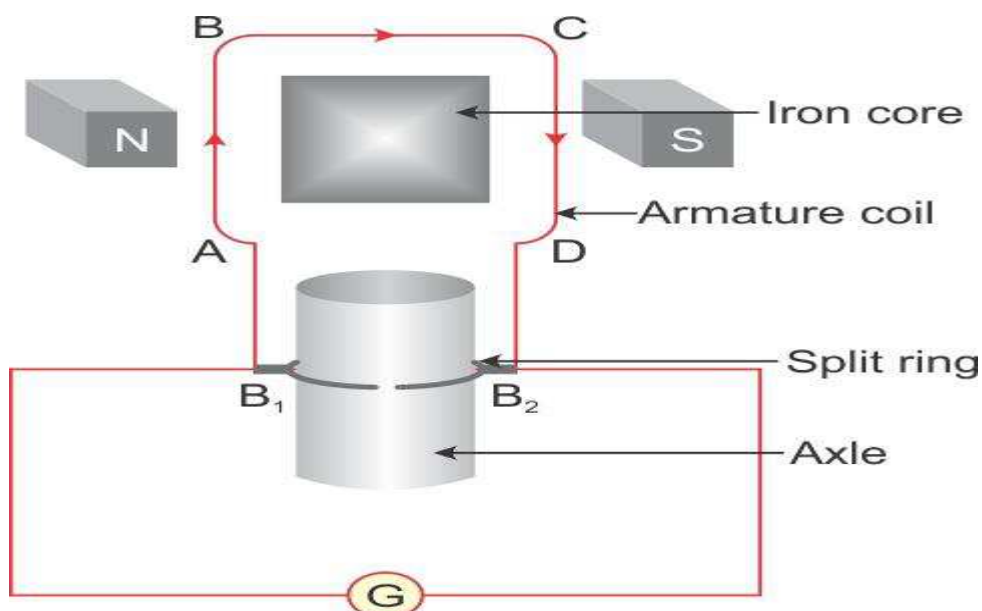 B
C
N
S
Iron core
Armature coil
A
D
Split ring
B₁
B₂
Axle
G